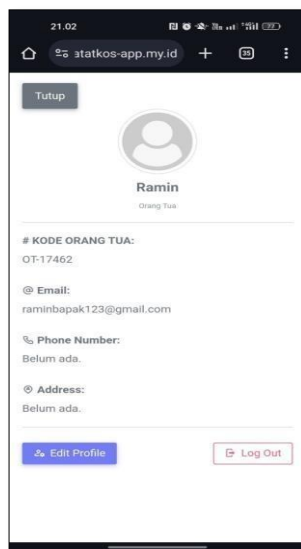 21.02
atatkos-app.my.id
35
Tutup
Ramin
Orang Tua
# KODE ORANG TUA:
OT-17462
@ Email:
raminbapak123@gmail.com
Phone Number:
Belum ada.
Address:
Belum ada.
Edit Profile
Log Out